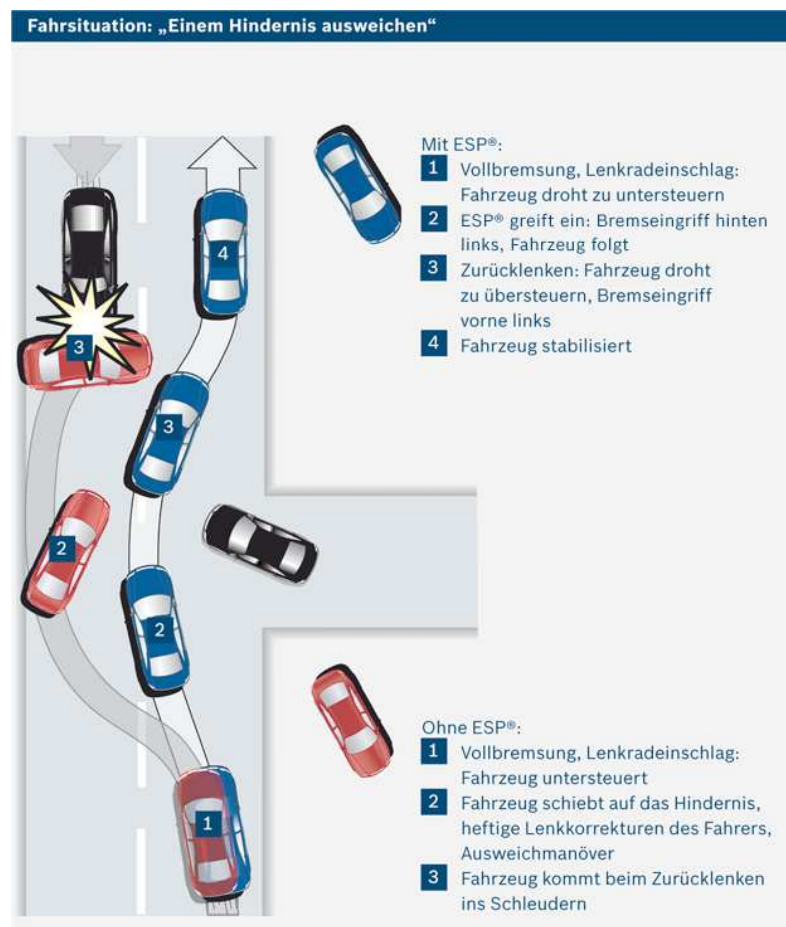 Fahrsituation: „Einem Hindernis ausweichen“
Mit ESP®:
1 Vollbremsung, Lenkradeinschlag:
Fahrzeug droht zu untersteuern
2 ESP® greift ein: Bremseingriff hinten
links, Fahrzeug folgt
3 Zurücklenken: Fahrzeug droht
zu übersteuern, Bremseingriff
vorne links
4 Fahrzeug stabilisiert
4
3
3
2
2
1
Ohne ESP®:
1 Vollbremsung, Lenkradeinschlag:
Fahrzeug untersteuert
2 Fahrzeug schiebt auf das Hindernis,
heftige Lenkkorrekturen des Fahrers,
Ausweichmanöver
3 Fahrzeug kommt beim Zurücklenken
ins Schleudern